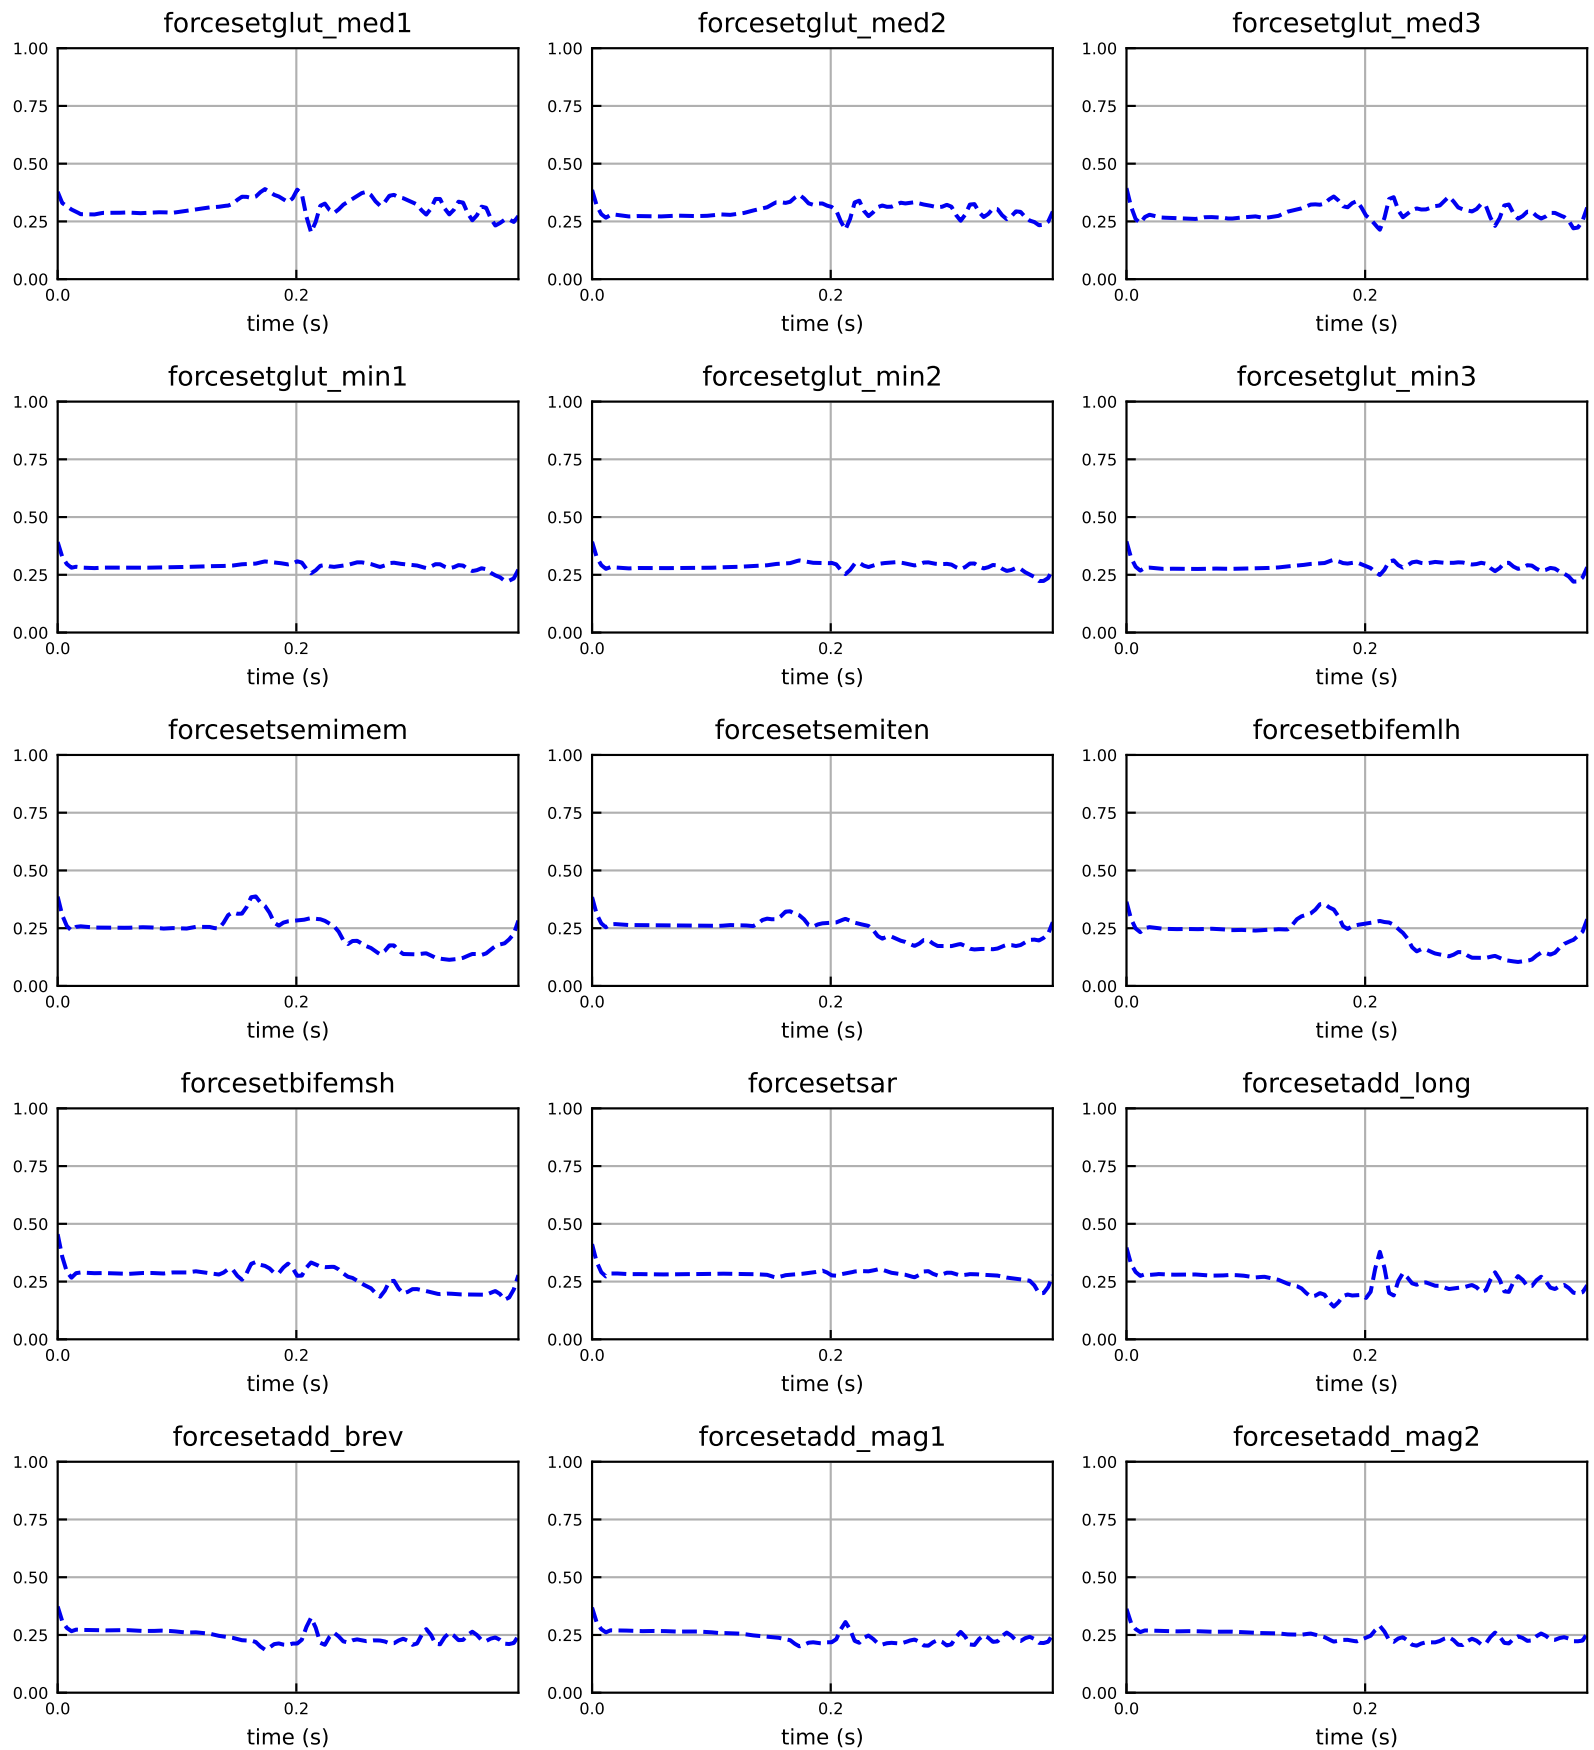 forcesetglut_med1 forcesetglut_med2 forcesetglut_med3
1.00 1.00 1.00
0.75 0.75 0.75
0.50 0.50 0.50
0.25 0.25 0.25
0.00 0.00 0.00
0.0 0.2 0.0 0.2 0.0 0.2
time (s) time (s) time (s)
forcesetglut_min1 forcesetglut_min2 forcesetglut_min3
1.00 1.00 1.00
0.75 0.75 0.75
0.50 0.50 0.50
0.25 0.25 0.25
0.00 0.00 0.00
0.0 0.2 0.0 0.2 0.0 0.2
time (s) time (s) time (s)
forcesetsemimem forcesetsemiten forcesetbifemlh
1.00 1.00 1.00
0.75 0.75 0.75
0.50 0.50 0.50
0.25 0.25 0.25
0.00 0.00 0.00
0.0 0.2 0.0 0.2 0.0 0.2
time (s) time (s) time (s)
forcesetbifemsh forcesetsar forcesetadd_long
1.00 1.00 1.00
0.75 0.75 0.75
0.50 0.50 0.50
0.25 0.25 0.25
0.00 0.00 0.00
0.0 0.2 0.0 0.2 0.0 0.2
time (s) time (s) time (s)
forcesetadd_brev forcesetadd_mag1 forcesetadd_mag2
1.00 1.00 1.00
0.75 0.75 0.75
0.50 0.50 0.50
0.25 0.25 0.25
0.00 0.00 0.00
0.0 0.2 0.0 0.2 0.0 0.2
time (s) time (s) time (s)